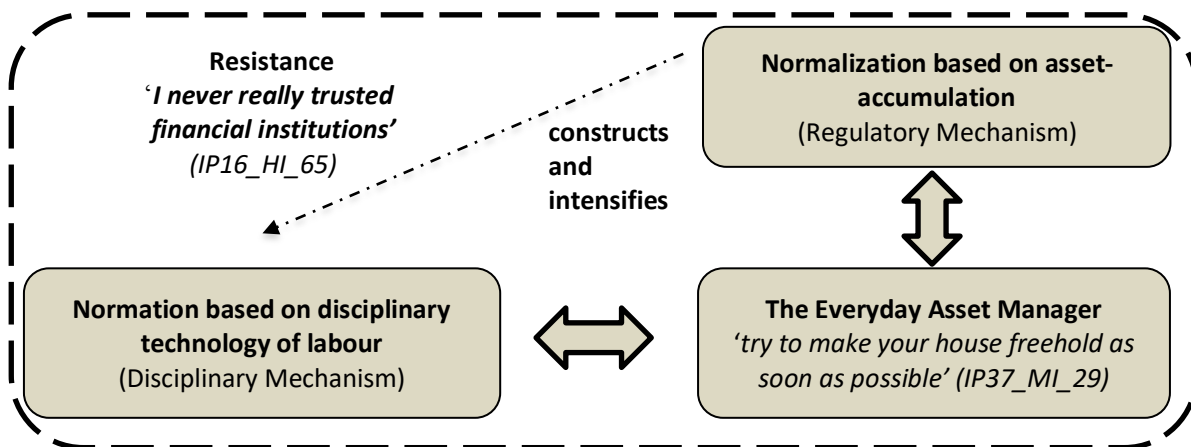 Resistance
‘I never really trusted
financial institutions’
(IP16_HI_65)
constructs
and
intensifies
Normalization based on asset-
accumulation
(Regulatory Mechanism)
Normation based on disciplinary
technology of labour
(Disciplinary Mechanism)
The Everyday Asset Manager
‘try to make your house freehold as
soon as possible’ (IP37_MI_29)